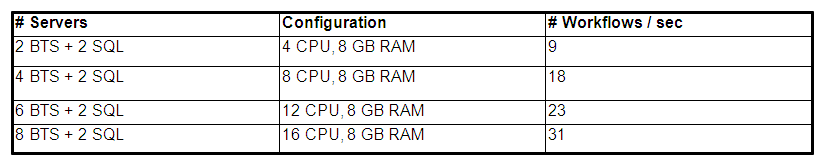 # Servers Configuration # Workflows / sec
2 BTS + 2 SQL 4 CPU, 8 GB RAM 9
4 BTS + 2 SQL 8 CPU, 8 GB RAM 18
6 BTS + 2 SQL 12 CPU, 8 GB RAM 23
8 BTS + 2 SQL 16 CPU, 8 GB RAM 31